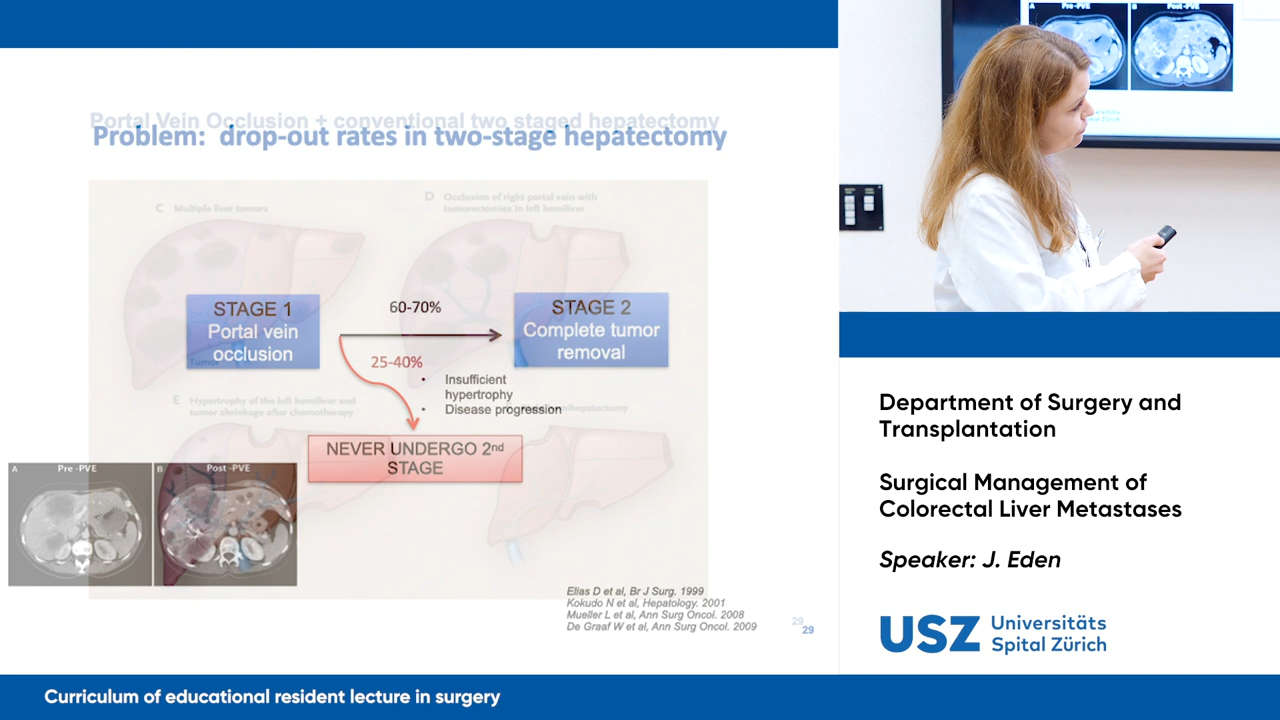 Portal Vein Occlusion + conventional two staged hepatectomy
Problem: drop-out rates in two-stage hepatectomy
C Multiple liver tumors
D Occlusion of right portal vein with
tumorectomies in left hemiliver
STAGE 1
Portal vein
occlusion
Tumor
60-70%
25-40%
STAGE 2
Complete tumor
removal
• Insufficient
hypertrophy
• Disease progression
E Hypertrophy of the left hemiliver and
tumor shrinkage after chemotherapy
NEVER UNDERGO 2nd
STAGE
A Pre -PVE
B Post -PVE
Elias D et al, Br J Surg. 1999
Kokudo N et al, Hepatology. 2001
Mueller L et al, Ann Surg Oncol. 2008
De Graaf W et al, Ann Surg Oncol. 2009
29
29
A Pre -PVE
B Post -PVE
Department of Surgery and
Transplantation
Surgical Management of
Colorectal Liver Metastases
Speaker: J. Eden
USZ Universitäts
Spital Zürich
Curriculum of educational resident lecture in surgery